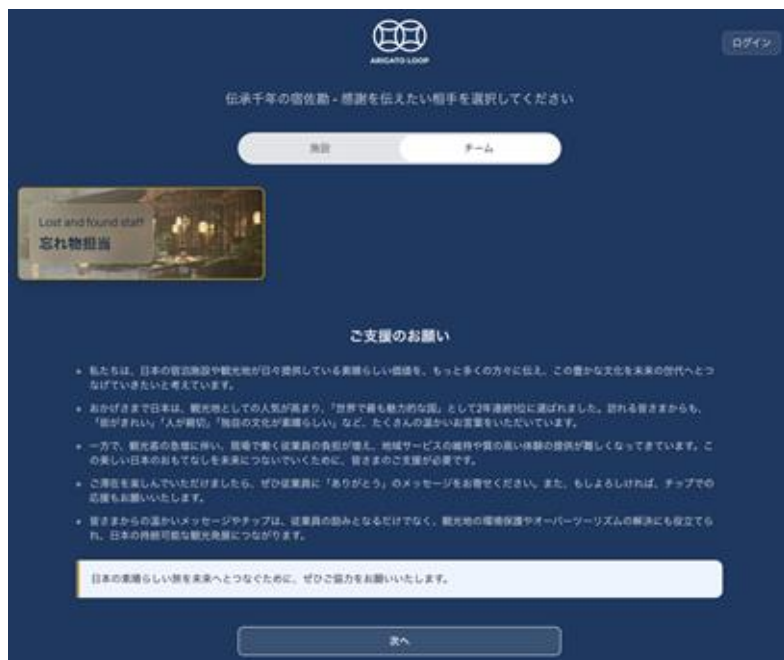 ARIGATO LOOP
ログイン
伝承千年の宿佐勘 - 感謝を伝えたい相手を選択してください
施設
チーム
Lost and found staff
忘れ物担当
ご支援のお願い
私たちは、日本の宿泊施設や観光地が日々提供している素晴らしい価値を、もっと多くの方々に伝え、この豊かな文化を未来の世代へとつ
なげていきたいと考えています。
おかげさまで日本は、観光地としての人気が高まり、「世界で最も魅力的な国」として2年連続1位に選ばれました。訪れる皆さまからも、
「街がきれい」「人が親切」「独自の文化が素晴らしい」など、たくさんの温かいお言葉をいただいています。
一方で、観光客の急増に伴い、現場で働く従業員の負担が増え、地域サービスの維持や質の高い体験の提供が難しくなってきています。こ
の美しい日本のおもてなしを未来につないでいくために、皆さまのご支援が必要です。
ご滞在を楽しんでいただけましたら、ぜひ従業員に「ありがとう」のメッセージをお寄せください。また、もしよろしければ、チップでの
応援もお願いいたします。
皆さまからの温かいメッセージやチップは、従業員の励みとなるだけでなく、観光地の環境保護やオーバーツーリズムの解決にも役立てら
れ、日本の持続可能な観光発展につながります。
日本の素晴らしい旅を未来へとつなぐために、ぜひご協力をお願いいたします。
次へ